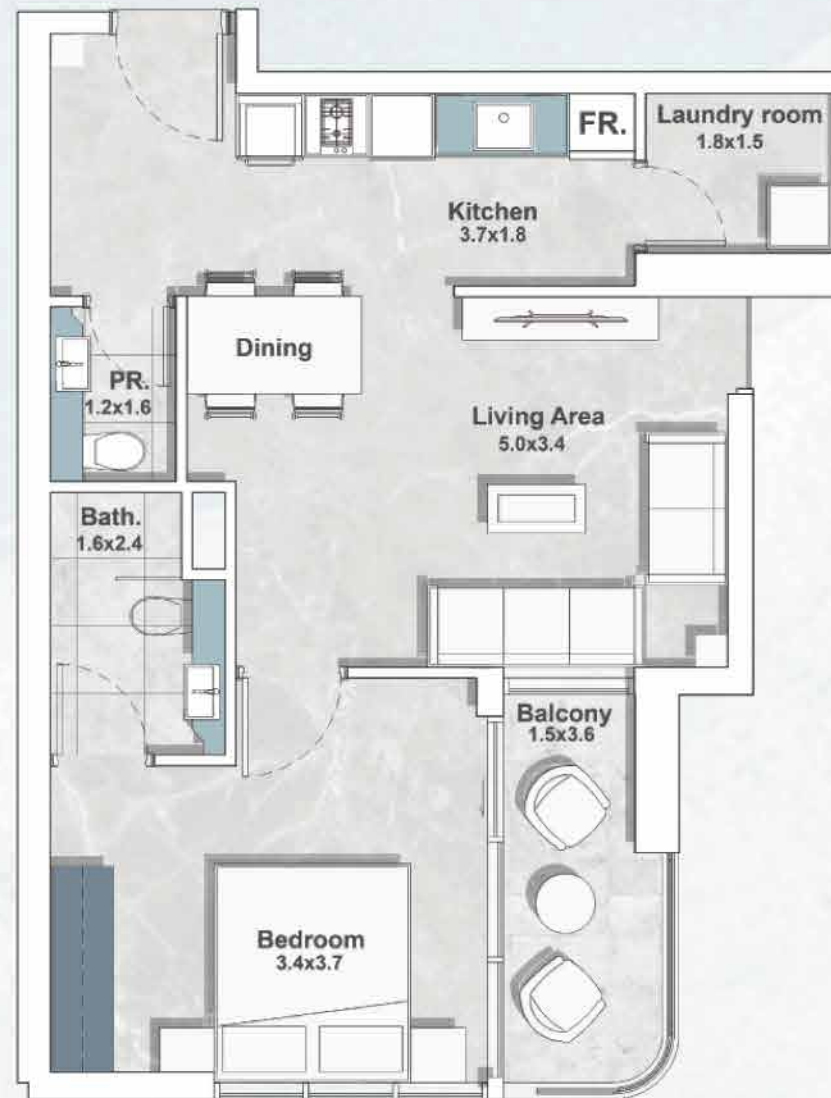 FR.
Laundry room
1.8x1.5
Kitchen
3.7x1.8
Dining
PR.
1.2x1.6
Living Area
5.0x3.4
Bath.
1.6x2.4
Balcony
1.5x3.6
Bedroom
3.4x3.7